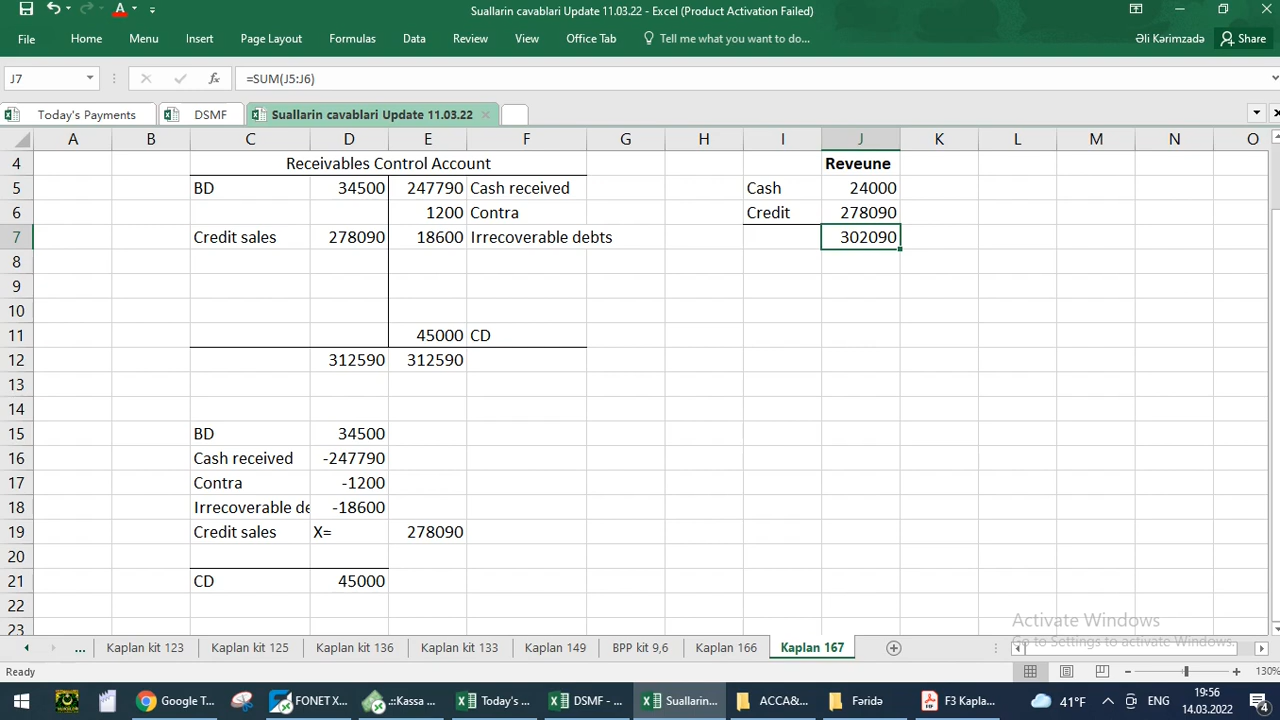 Suallarin cavablari Update 11.03.22 - Excel (Product Activation Failed)
File Home Menu Insert Page Layout Formulas Data Review View Office Tab Tell me what you want to do... Əli Kərimzadə Share
J7 fx =SUM(J5:J6)
Today's Payments DSMF Suallarin cavablari Update 11.03.22
A B C D E F G H I J K L M N O
4 Receivables Control Account Reveune
5 BD 34500 247790 Cash received Cash 24000
6 1200 Contra Credit 278090
7 Credit sales 278090 18600 Irrecoverable debts 302090
8
9
10
11 45000 CD
12 312590 312590
13
14
15 BD 34500
16 Cash received -247790
17 Contra -1200
18 Irrecoverable de -18600
19 Credit sales X= 278090
20
21 CD 45000
22
23
Activate Windows
Go to Settings to activate Windows.
... Kaplan kit 123 Kaplan kit 125 Kaplan kit 136 Kaplan kit 133 Kaplan 149 BPP kit 9,6 Kaplan 166 Kaplan 167
Ready 130%
Google T... FONET X... ::Kassa ... Today's ... DSMF - ... Suallarin... ACCA&... Fəridə F3 Kapla... 41°F ENG 19:56
14.03.2022 4